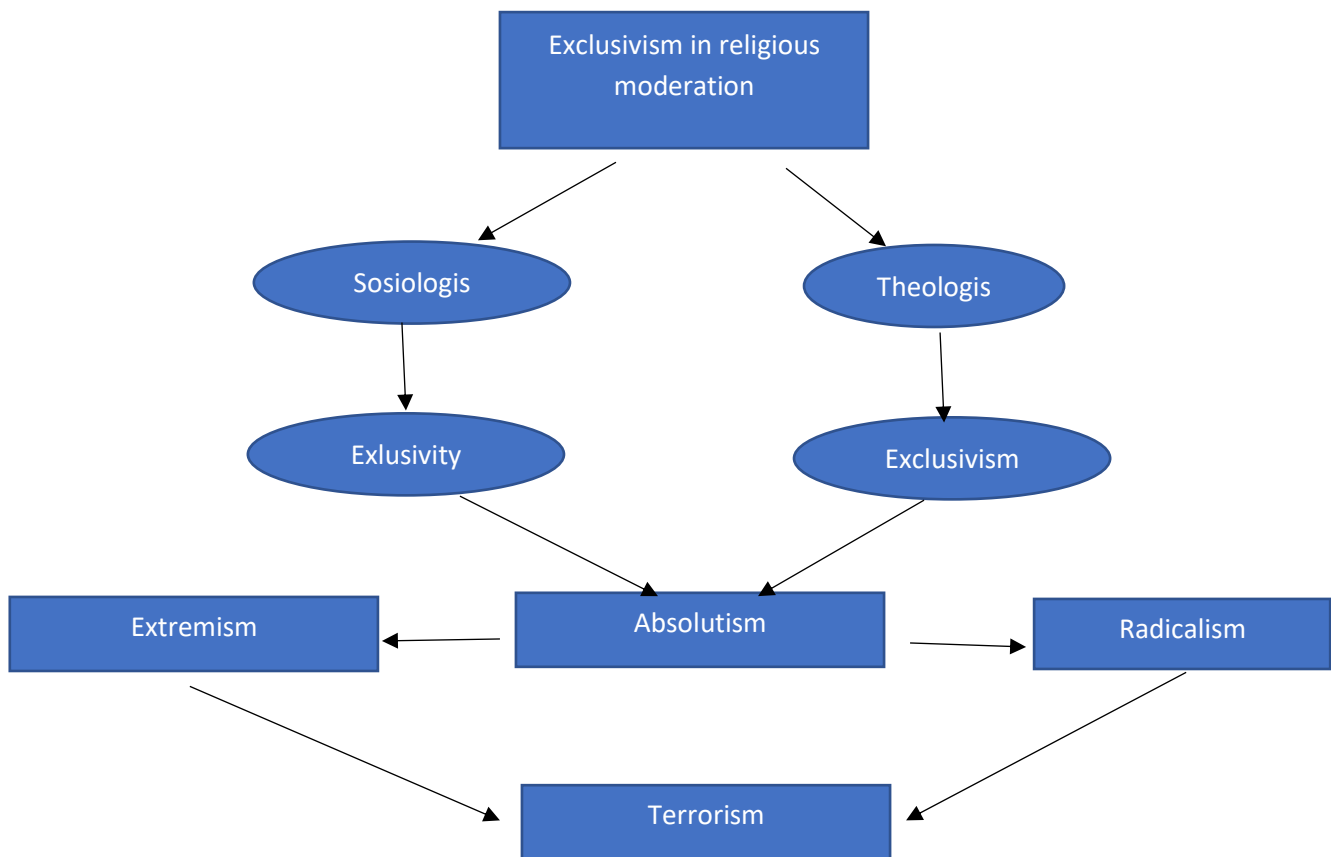 Exclusivism in religious
moderation
Sosiologis
Theologis
Exlusivity
Exclusivism
Extremism
Absolutism
Radicalism
Terrorism